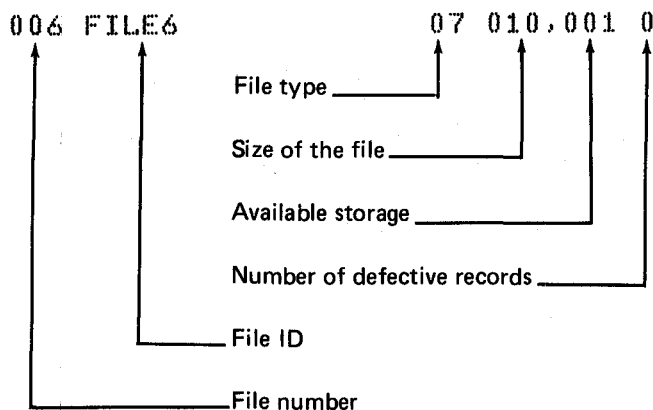 006 FILE6 07 010,001 0
File type
Size of the file
Available storage
Number of defective records
File ID
File number